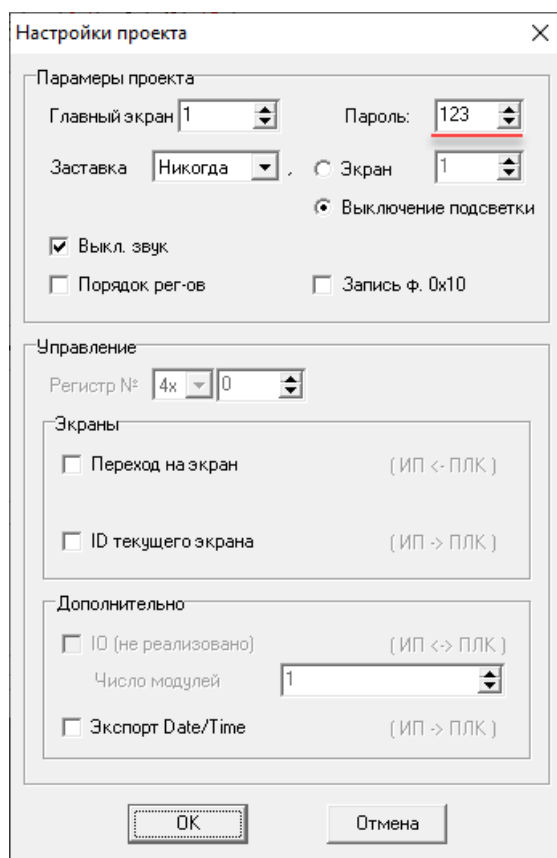 Настройки проекта
Парамеры проекта
Главный экран 1 Пароль: 123
Заставка Никогда , Экран 1
Выключение подсветки
Выкл. звук
Порядок рег-ов Запись ф. 0x10
Управление
Регистр № 4x 0
Экраны
Переход на экран ( ИП <- ПЛК )
ID текущего экрана ( ИП -> ПЛК )
Дополнительно
IO (не реализовано) ( ИП <-> ПЛК )
Число модулей 1
Экспорт Date/Time ( ИП -> ПЛК )
OK Отмена